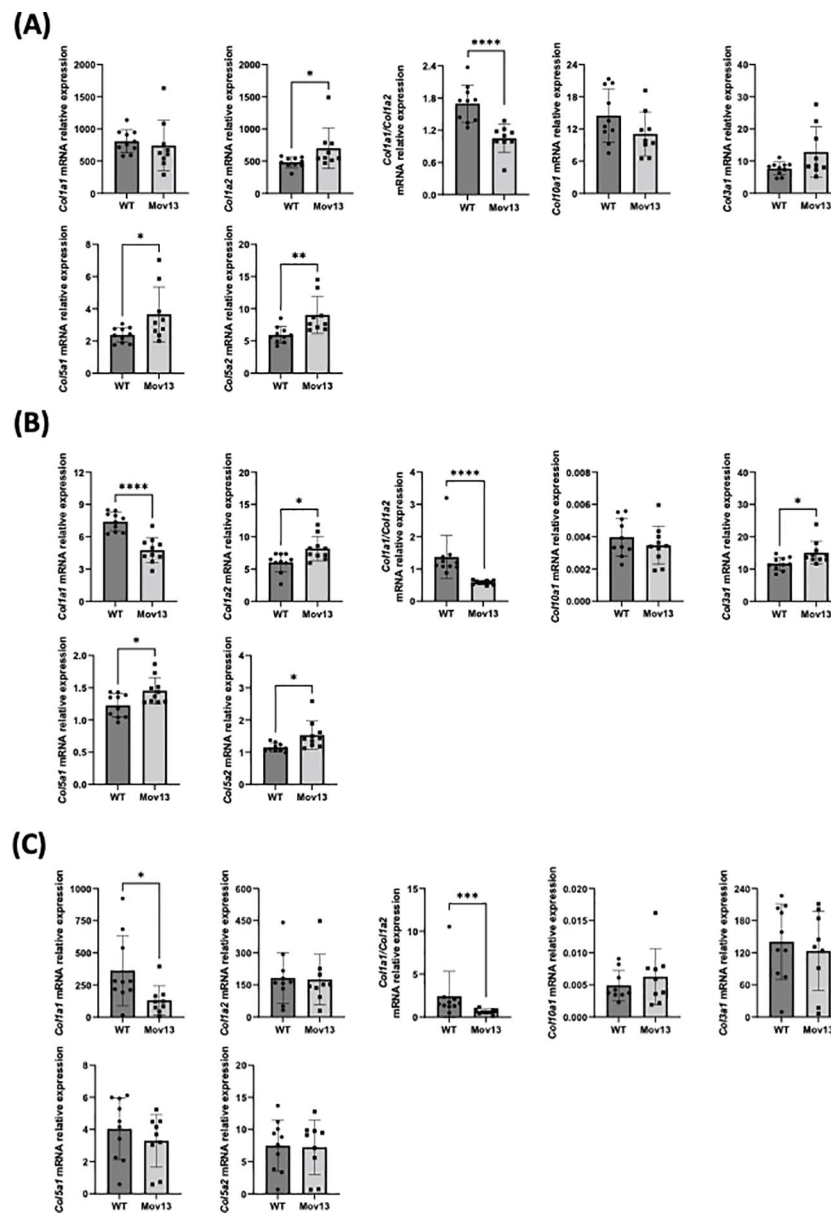 (A)
Col1a1 mRNA relative expression
2000
1500
1000
500
0
WT Mov13
Col1a2 mRNA relative expression
2000
1500
1000
500
0
*
WT Mov13
Col1a1/Col1a2
mRNA relative expression
2.4
1.8
1.2
0.6
0.0
****
WT Mov13
Col10a1 mRNA relative expression
24
18
12
6
0
WT Mov13
Col3a1 mRNA relative expression
40
30
20
10
0
WT Mov13
Col5a1 mRNA relative expression
8
6
4
2
0
*
WT Mov13
Col5a2 mRNA relative expression
20
15
10
5
0
**
WT Mov13
(B)
Col1a1 mRNA relative expression
12
9
6
3
0
****
WT Mov13
Col1a2 mRNA relative expression
20
15
10
5
0
*
WT Mov13
Col1a1/Col1a2
mRNA relative expression
4
3
2
1
0
****
WT Mov13
Col10a1 mRNA relative expression
0.008
0.006
0.004
0.002
0.000
WT Mov13
Col3a1 mRNA relative expression
40
30
20
10
0
*
WT Mov13
Col5a1 mRNA relative expression
2.0
1.5
1.0
0.5
0.0
*
WT Mov13
Col5a2 mRNA relative expression
4
3
2
1
0
*
WT Mov13
(C)
Col1a1 mRNA relative expression
1000
750
500
250
0
*
WT Mov13
Col1a2 mRNA relative expression
600
450
300
150
0
WT Mov13
Col1a1/Col1a2
mRNA relative expression
15
10
5
0
***
WT Mov13
Col10a1 mRNA relative expression
0.020
0.015
0.010
0.005
0.000
WT Mov13
Col3a1 mRNA relative expression
240
180
120
60
0
WT Mov13
Col5a1 mRNA relative expression
8
6
4
2
0
WT Mov13
Col5a2 mRNA relative expression
20
15
10
5
0
WT Mov13